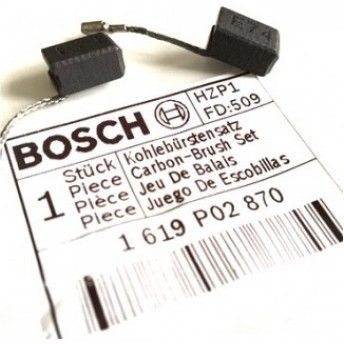 E74
HZP1
FD:509
BOSCH
1
Stück
Piece
Pièce
Piece
Kohlebürstensatz
Carbon-Brush Set
Jeu De Balais
Juego De Escobillas
1 619 P02 870